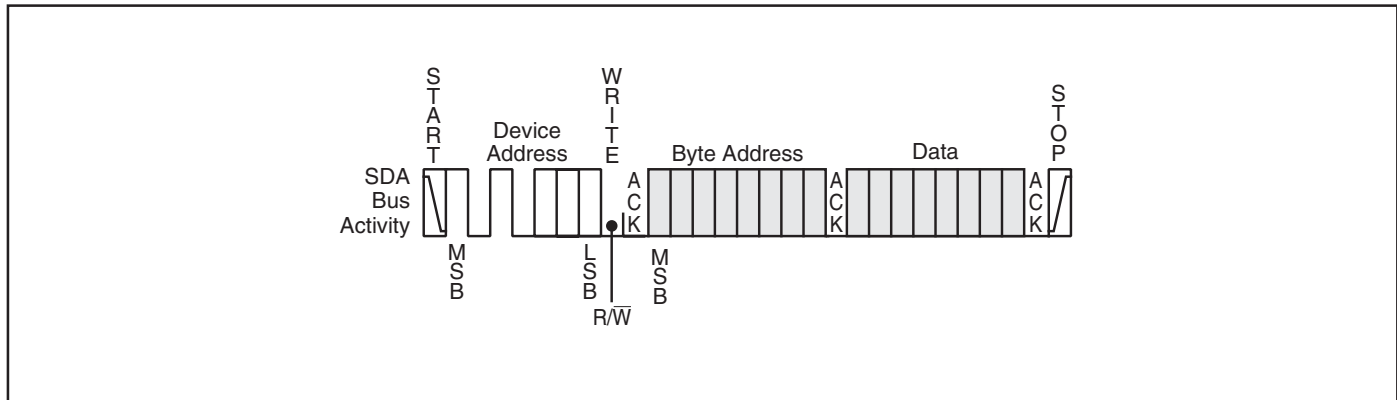 START
WRITE
STOP
Device
Address
Byte Address
Data
SDA
Bus
Activity
ACK
ACK
ACK
MSB
LSB
MSB
R/W̅